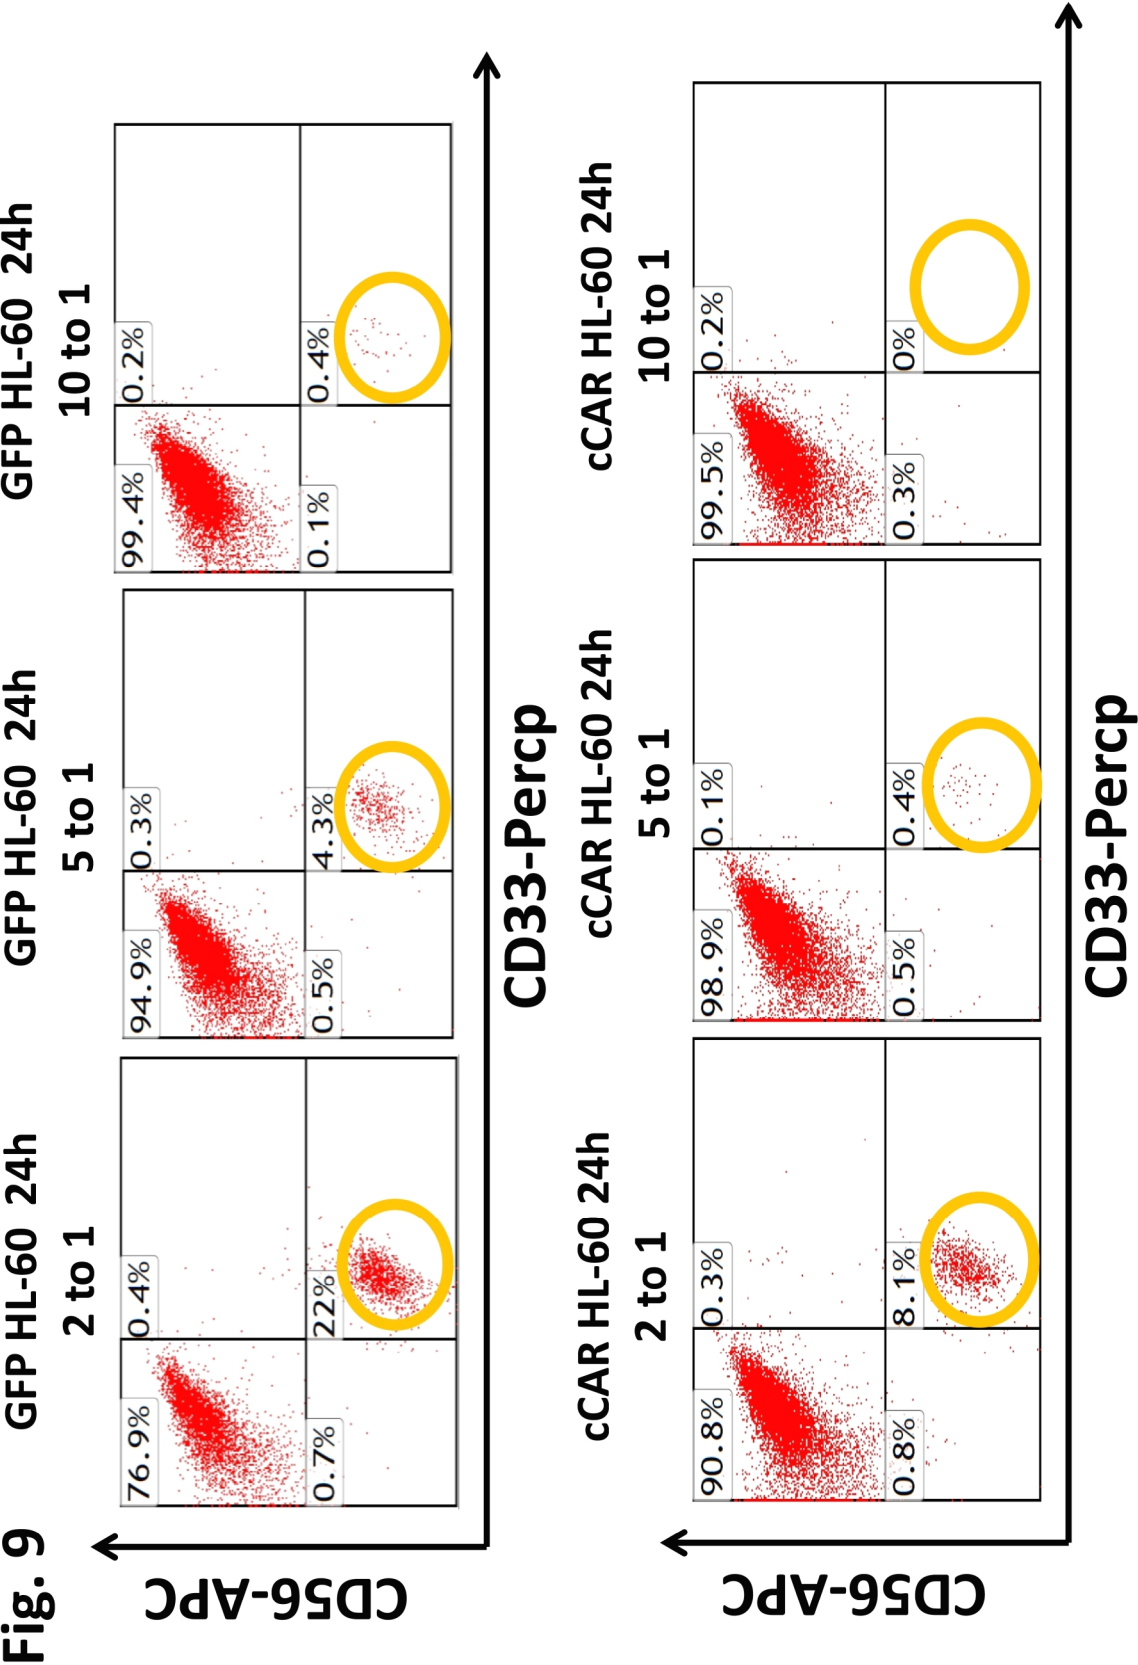 Fig. 9
GFP HL-60 24h
2 to 1
GFP HL-60 24h
5 to 1
GFP HL-60 24h
10 to 1
76.9%
0.4%
0.7%
22%
94.9%
0.3%
0.5%
4.3%
99.4%
0.2%
0.1%
0.4%
CD56-APC
CD33-Percp
cCAR HL-60 24h
2 to 1
cCAR HL-60 24h
5 to 1
cCAR HL-60 24h
10 to 1
90.8%
0.3%
0.8%
8.1%
98.9%
0.1%
0.5%
0.4%
99.5%
0.2%
0.3%
0%
CD56-APC
CD33-Percp